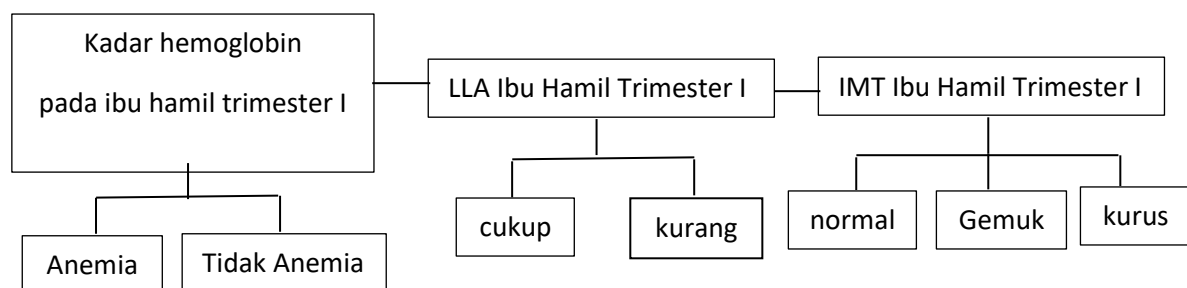 Kadar hemoglobin
pada ibu hamil trimester I
LLA Ibu Hamil Trimester I
IMT Ibu Hamil Trimester I
cukup
kurang
normal
Gemuk
kurus
Anemia
Tidak Anemia